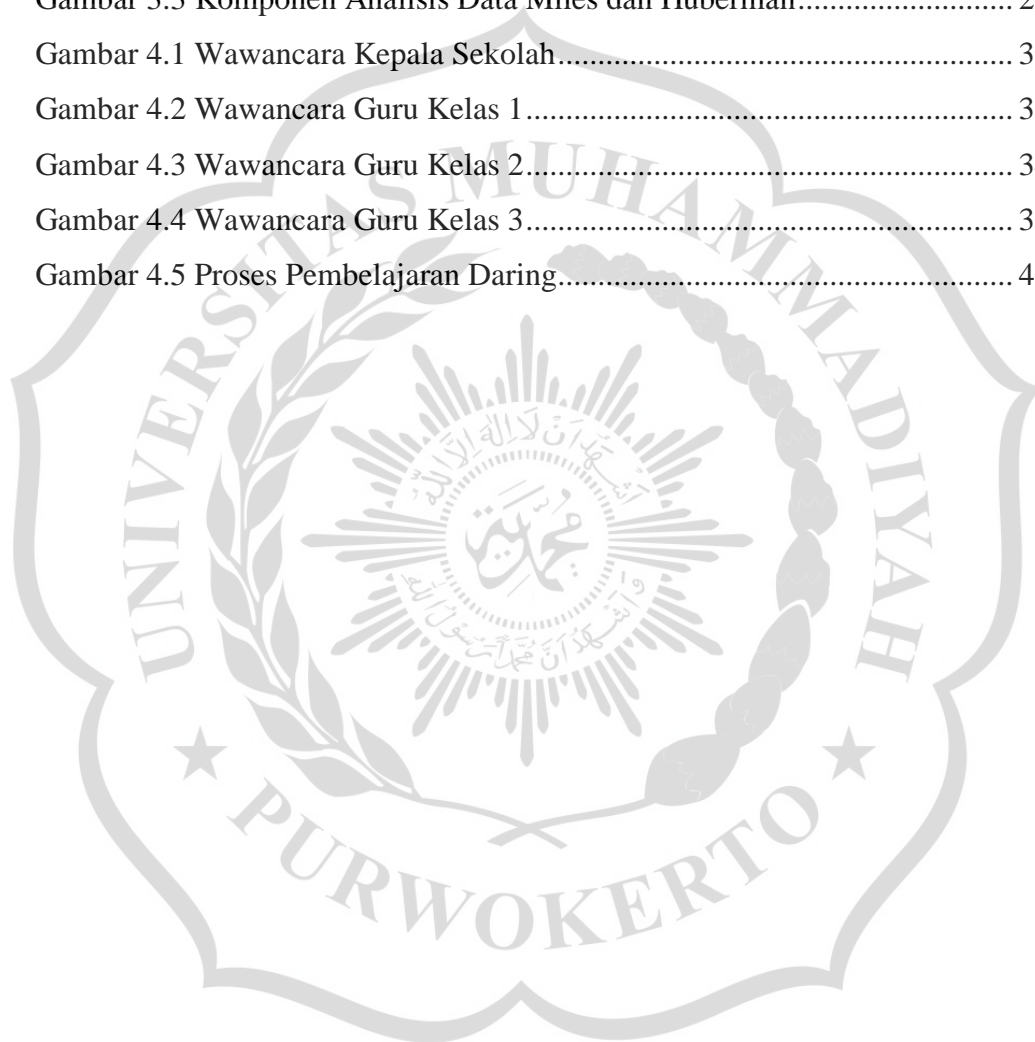 Gambar 3.3 Komponen Analisis Data Miles dan Huberman............................ 2
Gambar 4.1 Wawancara Kepala Sekolah.......................................................... 3
Gambar 4.2 Wawancara Guru Kelas 1.............................................................. 3
Gambar 4.3 Wawancara Guru Kelas 2.............................................................. 3
Gambar 4.4 Wawancara Guru Kelas 3.............................................................. 3
Gambar 4.5 Proses Pembelajaran Daring.......................................................... 4
UNIVERSITAS MUHAMMADIYAH
PURWOKERTO